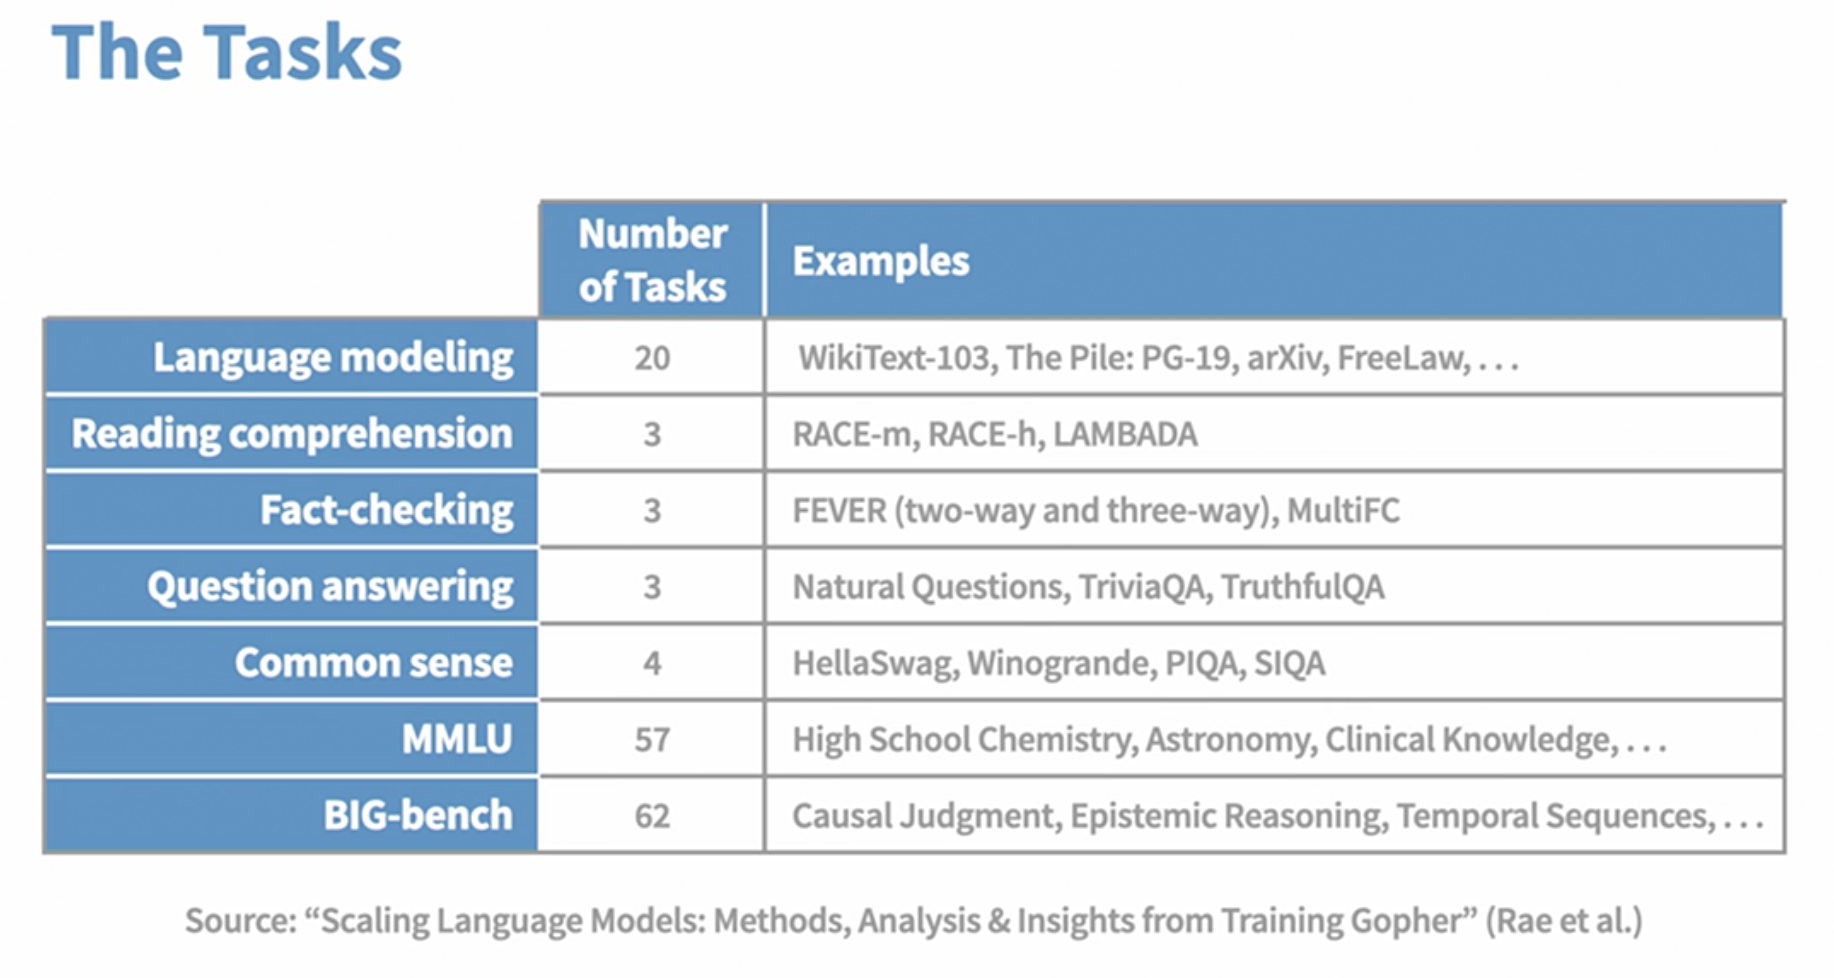 The Tasks
Number
of Tasks
Examples
Language modeling 20 WikiText-103, The Pile: PG-19, arXiv, FreeLaw, . . .
Reading comprehension 3 RACE-m, RACE-h, LAMBADA
Fact-checking 3 FEVER (two-way and three-way), MultiFC
Question answering 3 Natural Questions, TriviaQA, TruthfulQA
Common sense 4 HellaSwag, Winogrande, PIQA, SIQA
MMLU 57 High School Chemistry, Astronomy, Clinical Knowledge, . . .
BIG-bench 62 Causal Judgment, Epistemic Reasoning, Temporal Sequences, . . .
Source: “Scaling Language Models: Methods, Analysis & Insights from Training Gopher” (Rae et al.)